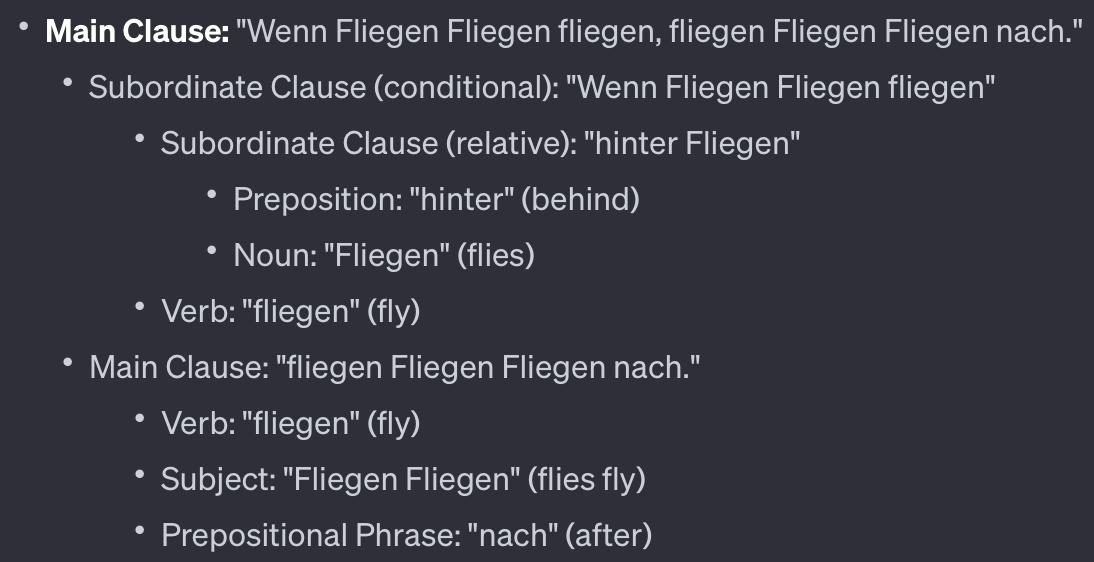 • Main Clause: "Wenn Fliegen Fliegen fliegen, fliegen Fliegen Fliegen Fliegen nach."
• Subordinate Clause (conditional): "Wenn Fliegen Fliegen fliegen"
• Subordinate Clause (relative): "hinter Fliegen"
• Preposition: "hinter" (behind)
• Noun: "Fliegen" (flies)
• Verb: "fliegen" (fly)
• Main Clause: "fliegen Fliegen Fliegen nach."
• Verb: "fliegen" (fly)
• Subject: "Fliegen Fliegen" (flies fly)
• Prepositional Phrase: "nach" (after)